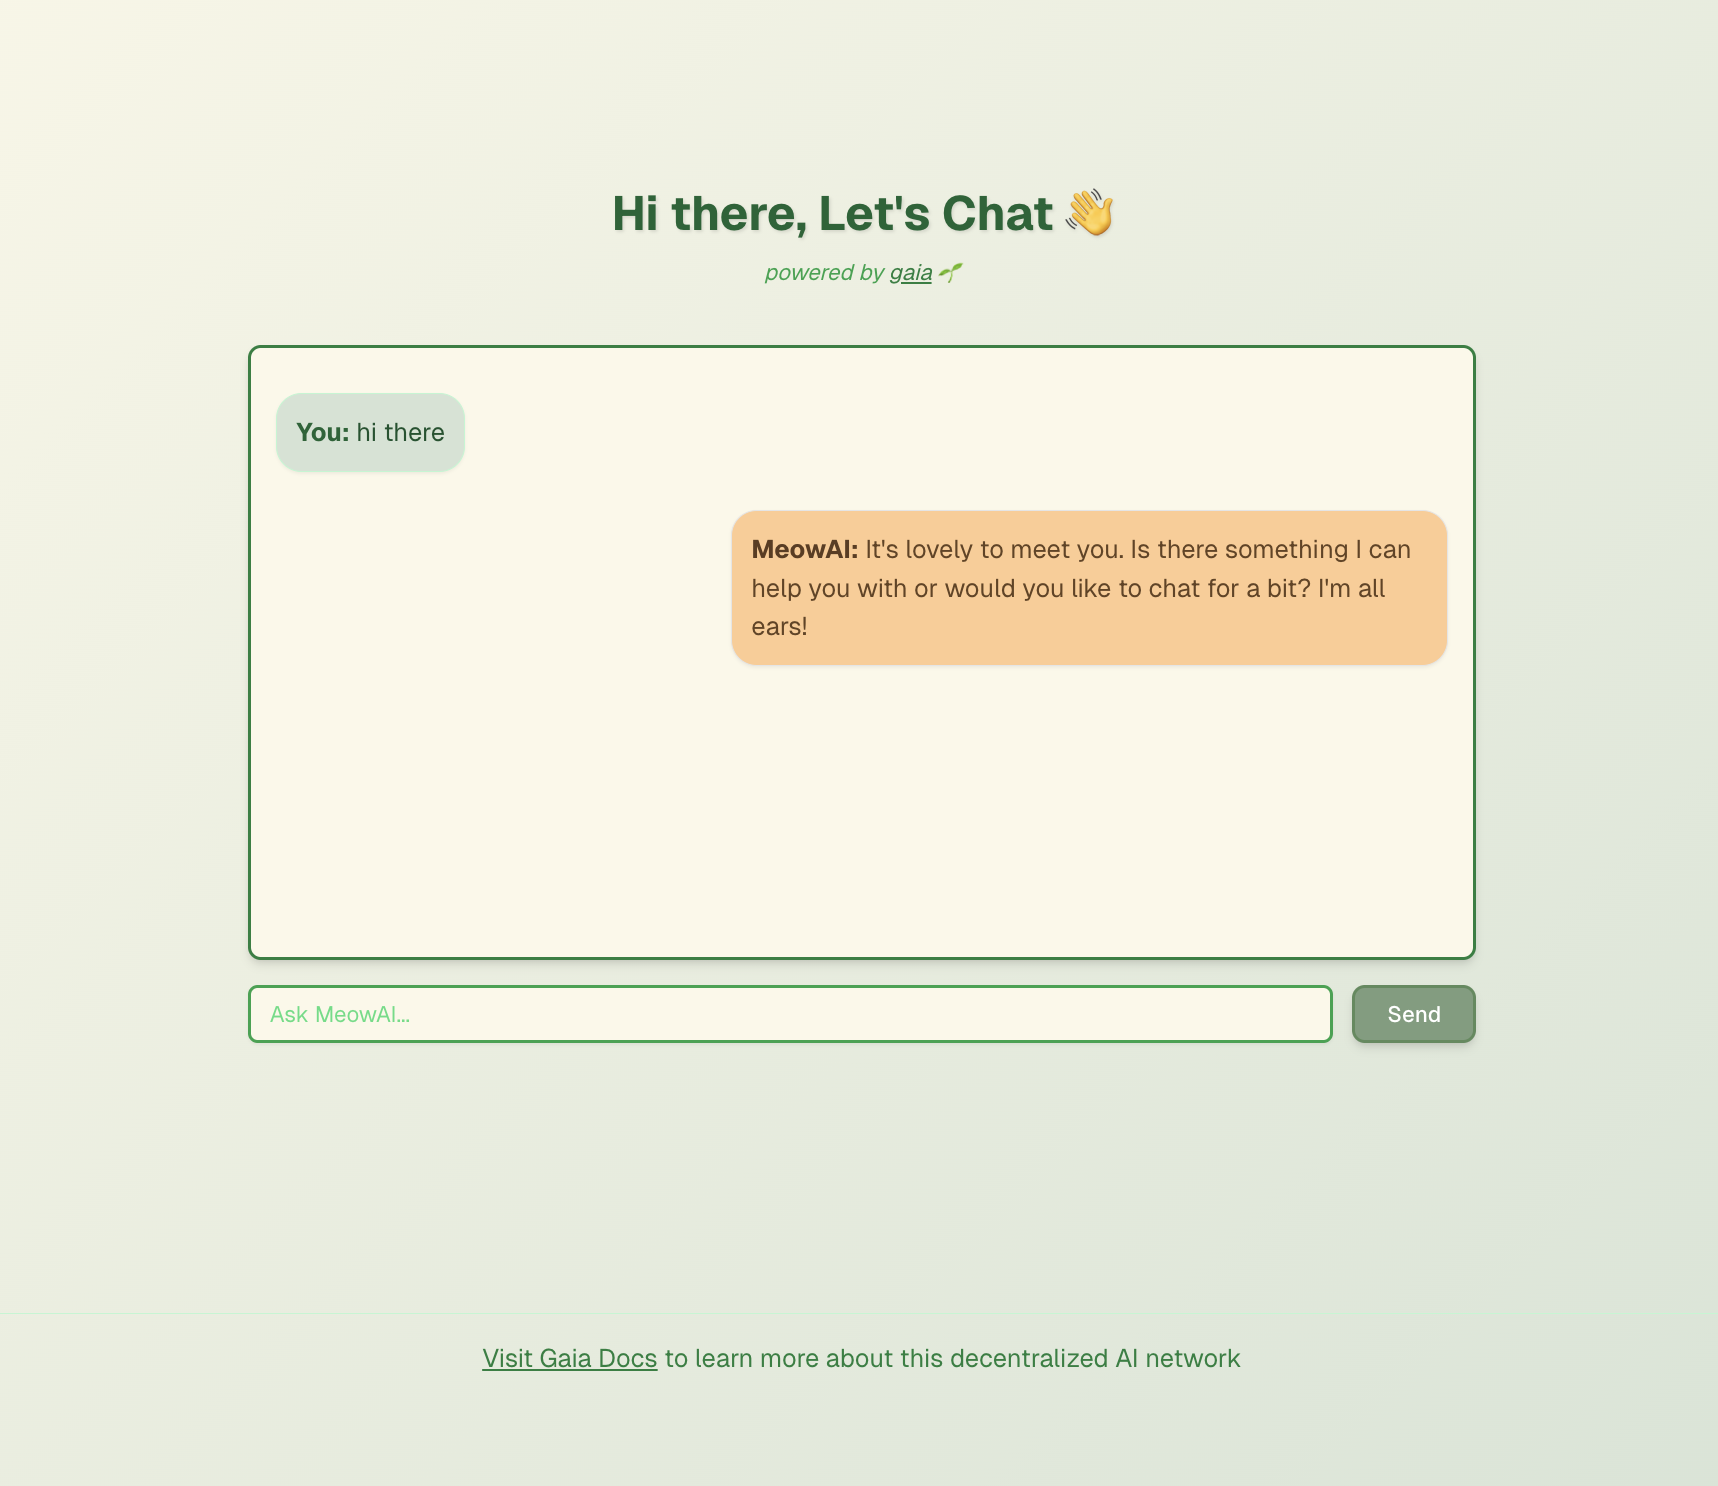 Hi there, Let's Chat 👋
powered by gaia 🌱
You: hi there
MeowAI: It's lovely to meet you. Is there something I can
help you with or would you like to chat for a bit? I'm all
ears!
Ask MeowAI...
Send
Visit Gaia Docs to learn more about this decentralized AI network